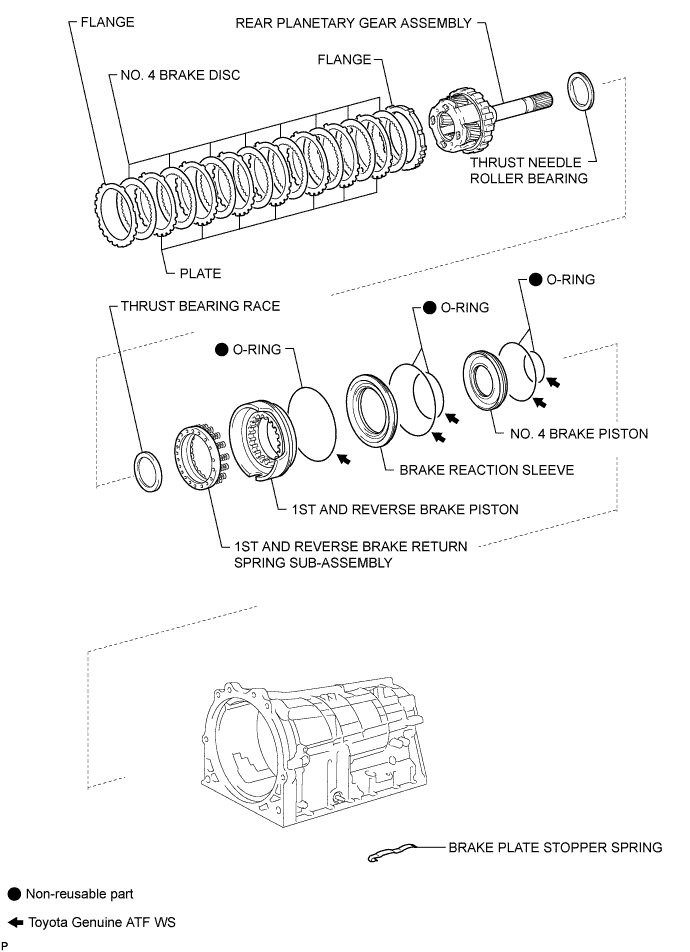 FLANGE
REAR PLANETARY GEAR ASSEMBLY
FLANGE
NO. 4 BRAKE DISC
THRUST NEEDLE
ROLLER BEARING
PLATE
THRUST BEARING RACE
O-RING
O-RING
O-RING
NO. 4 BRAKE PISTON
BRAKE REACTION SLEEVE
1ST AND REVERSE BRAKE PISTON
1ST AND REVERSE BRAKE RETURN
SPRING SUB-ASSEMBLY
BRAKE PLATE STOPPER SPRING
Non-reusable part
Toyota Genuine ATF WS
P